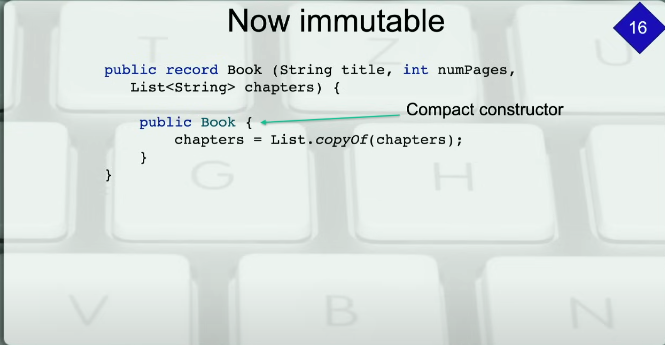 Now immutable
16
public record Book (String title, int numPages,
List<String> chapters) {
public Book {
Compact constructor
chapters = List.copyOf(chapters);
}
}
T
Z
U
G
H
V
B
N